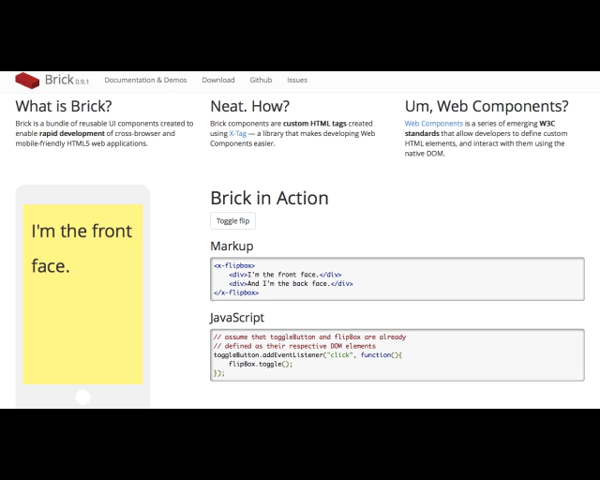 Brick 0.9.1 Documentation & Demos Download Github Issues
What is Brick?
Brick is a bundle of reusable UI components created to
enable rapid development of cross-browser and
mobile-friendly HTML5 web applications.
Neat. How?
Brick components are custom HTML tags created
using X-Tag — a library that makes developing Web
Components easier.
Um, Web Components?
Web Components is a series of emerging W3C
standards that allow developers to define custom
HTML elements, and interact with them using the
native DOM.
I'm the front
face.
Brick in Action
Toggle flip
Markup
<x-flipbox>
    <div>I'm the front face.</div>
    <div>And I'm the back face.</div>
</x-flipbox>
JavaScript
// assume that toggleButton and flipBox are already
// defined as their respective DOM elements
toggleButton.addEventListener("click", function(){
    flipBox.toggle();
});